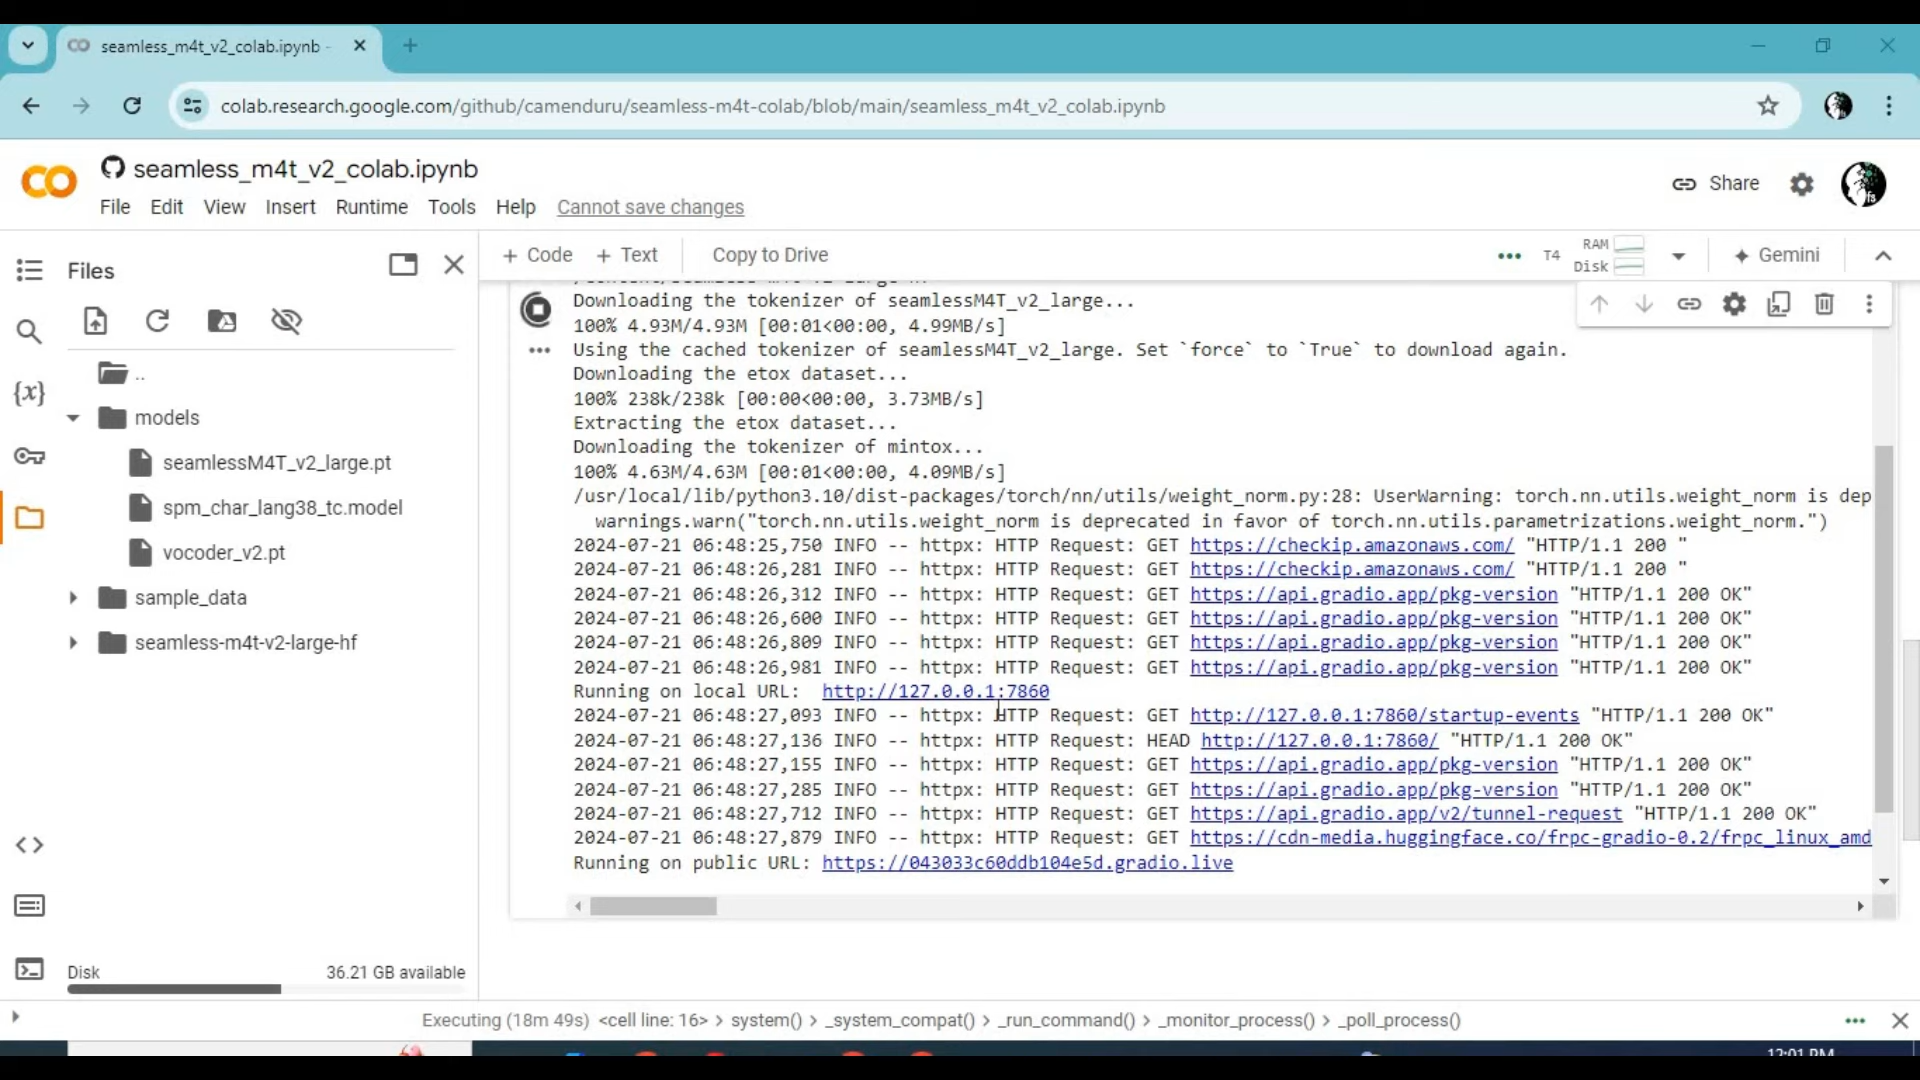 seamless_m4t_v2_colab.ipynb -
colab.research.google.com/github/camenduru/seamless-m4t-colab/blob/main/seamless_m4t_v2_colab.ipynb
seamless_m4t_v2_colab.ipynb
File Edit View Insert Runtime Tools Help Cannot save changes
Share
Files
+ Code + Text Copy to Drive
T4 RAM Disk
Gemini
..
models
seamlessM4T_v2_large.pt
spm_char_lang38_tc.model
vocoder_v2.pt
sample_data
seamless-m4t-v2-large-hf
Disk 36.21 GB available
Downloading the tokenizer of seamlessM4T_v2_large...
100% 4.93M/4.93M [00:01<00:00, 4.99MB/s]
Using the cached tokenizer of seamlessM4T_v2_large. Set `force` to `True` to download again.
Downloading the etox dataset...
100% 238k/238k [00:00<00:00, 3.73MB/s]
Extracting the etox dataset...
Downloading the tokenizer of mintox...
100% 4.63M/4.63M [00:01<00:00, 4.09MB/s]
/usr/local/lib/python3.10/dist-packages/torch/nn/utils/weight_norm.py:28: UserWarning: torch.nn.utils.weight_norm is dep
warnings.warn("torch.nn.utils.weight_norm is deprecated in favor of torch.nn.utils.parametrizations.weight_norm.")
2024-07-21 06:48:25,750 INFO -- httpx: HTTP Request: GET https://checkip.amazonaws.com/ "HTTP/1.1 200 "
2024-07-21 06:48:26,281 INFO -- httpx: HTTP Request: GET https://checkip.amazonaws.com/ "HTTP/1.1 200 "
2024-07-21 06:48:26,312 INFO -- httpx: HTTP Request: GET https://api.gradio.app/pkg-version "HTTP/1.1 200 OK"
2024-07-21 06:48:26,600 INFO -- httpx: HTTP Request: GET https://api.gradio.app/pkg-version "HTTP/1.1 200 OK"
2024-07-21 06:48:26,809 INFO -- httpx: HTTP Request: GET https://api.gradio.app/pkg-version "HTTP/1.1 200 OK"
2024-07-21 06:48:26,981 INFO -- httpx: HTTP Request: GET https://api.gradio.app/pkg-version "HTTP/1.1 200 OK"
Running on local URL: http://127.0.0.1:7860
2024-07-21 06:48:27,093 INFO -- httpx: HTTP Request: GET http://127.0.0.1:7860/startup-events "HTTP/1.1 200 OK"
2024-07-21 06:48:27,136 INFO -- httpx: HTTP Request: HEAD http://127.0.0.1:7860/ "HTTP/1.1 200 OK"
2024-07-21 06:48:27,155 INFO -- httpx: HTTP Request: GET https://api.gradio.app/pkg-version "HTTP/1.1 200 OK"
2024-07-21 06:48:27,285 INFO -- httpx: HTTP Request: GET https://api.gradio.app/pkg-version "HTTP/1.1 200 OK"
2024-07-21 06:48:27,712 INFO -- httpx: HTTP Request: GET https://api.gradio.app/v2/tunnel-request "HTTP/1.1 200 OK"
2024-07-21 06:48:27,879 INFO -- httpx: HTTP Request: GET https://cdn-media.huggingface.co/frpc-gradio-0.2/frpc_linux_amd
Running on public URL: https://043033c60ddb104e5d.gradio.live
Executing (18m 49s) <cell line: 16> > system() > _system_compat() > _run_command() > _monitor_process() > _poll_process()
12:01 PM